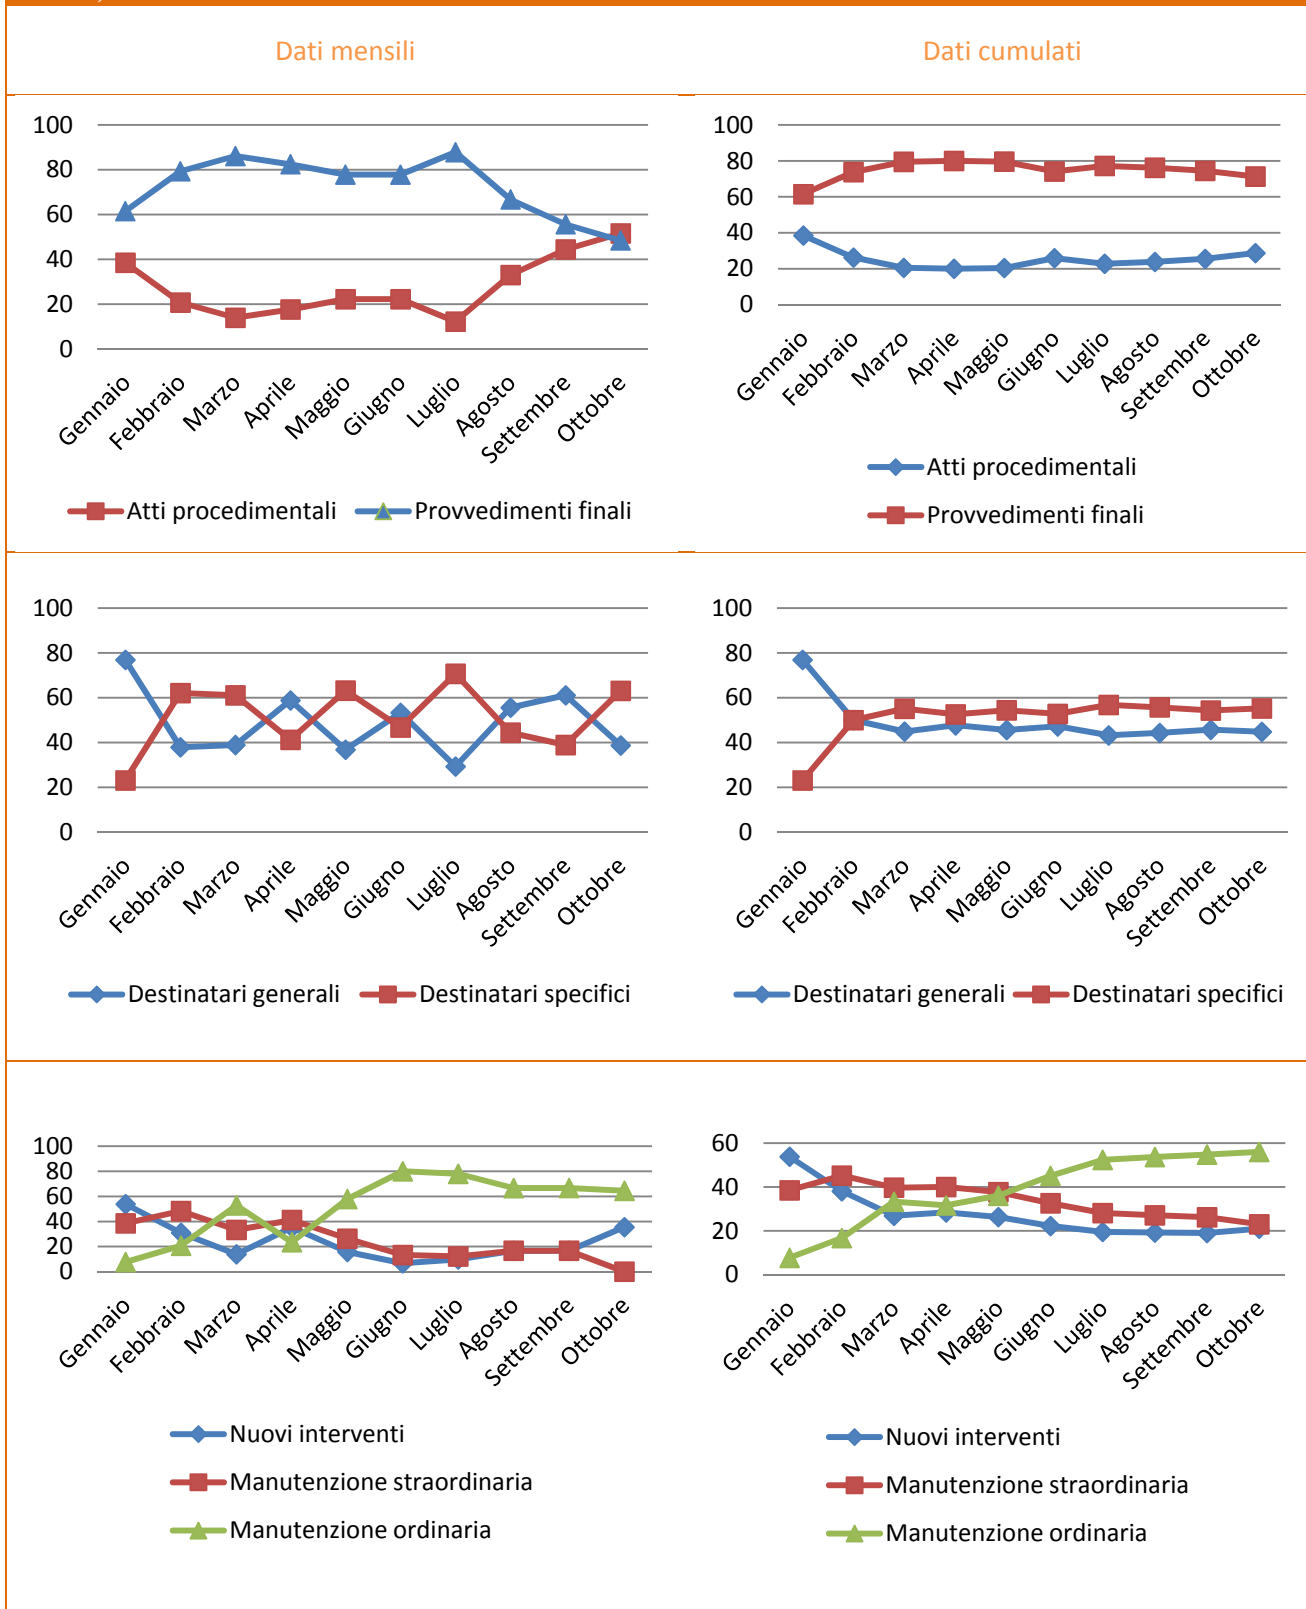 Dati mensili
Dati cumulati
100
80
60
40
20
0
Gennaio
Febbraio
Marzo
Aprile
Maggio
Giugno
Luglio
Agosto
Settembre
Ottobre
Atti procedimentali
Provvedimenti finali
100
80
60
40
20
0
Gennaio
Febbraio
Marzo
Aprile
Maggio
Giugno
Luglio
Agosto
Settembre
Ottobre
Atti procedimentali
Provvedimenti finali
100
80
60
40
20
0
Gennaio
Febbraio
Marzo
Aprile
Maggio
Giugno
Luglio
Agosto
Settembre
Ottobre
Destinatari generali
Destinatari specifici
100
80
60
40
20
0
Gennaio
Febbraio
Marzo
Aprile
Maggio
Giugno
Luglio
Agosto
Settembre
Ottobre
Destinatari generali
Destinatari specifici
100
80
60
40
20
0
Gennaio
Febbraio
Marzo
Aprile
Maggio
Giugno
Luglio
Agosto
Settembre
Ottobre
Nuovi interventi
Manutenzione straordinaria
Manutenzione ordinaria
60
40
20
0
Gennaio
Febbraio
Marzo
Aprile
Maggio
Giugno
Luglio
Agosto
Settembre
Ottobre
Nuovi interventi
Manutenzione straordinaria
Manutenzione ordinaria